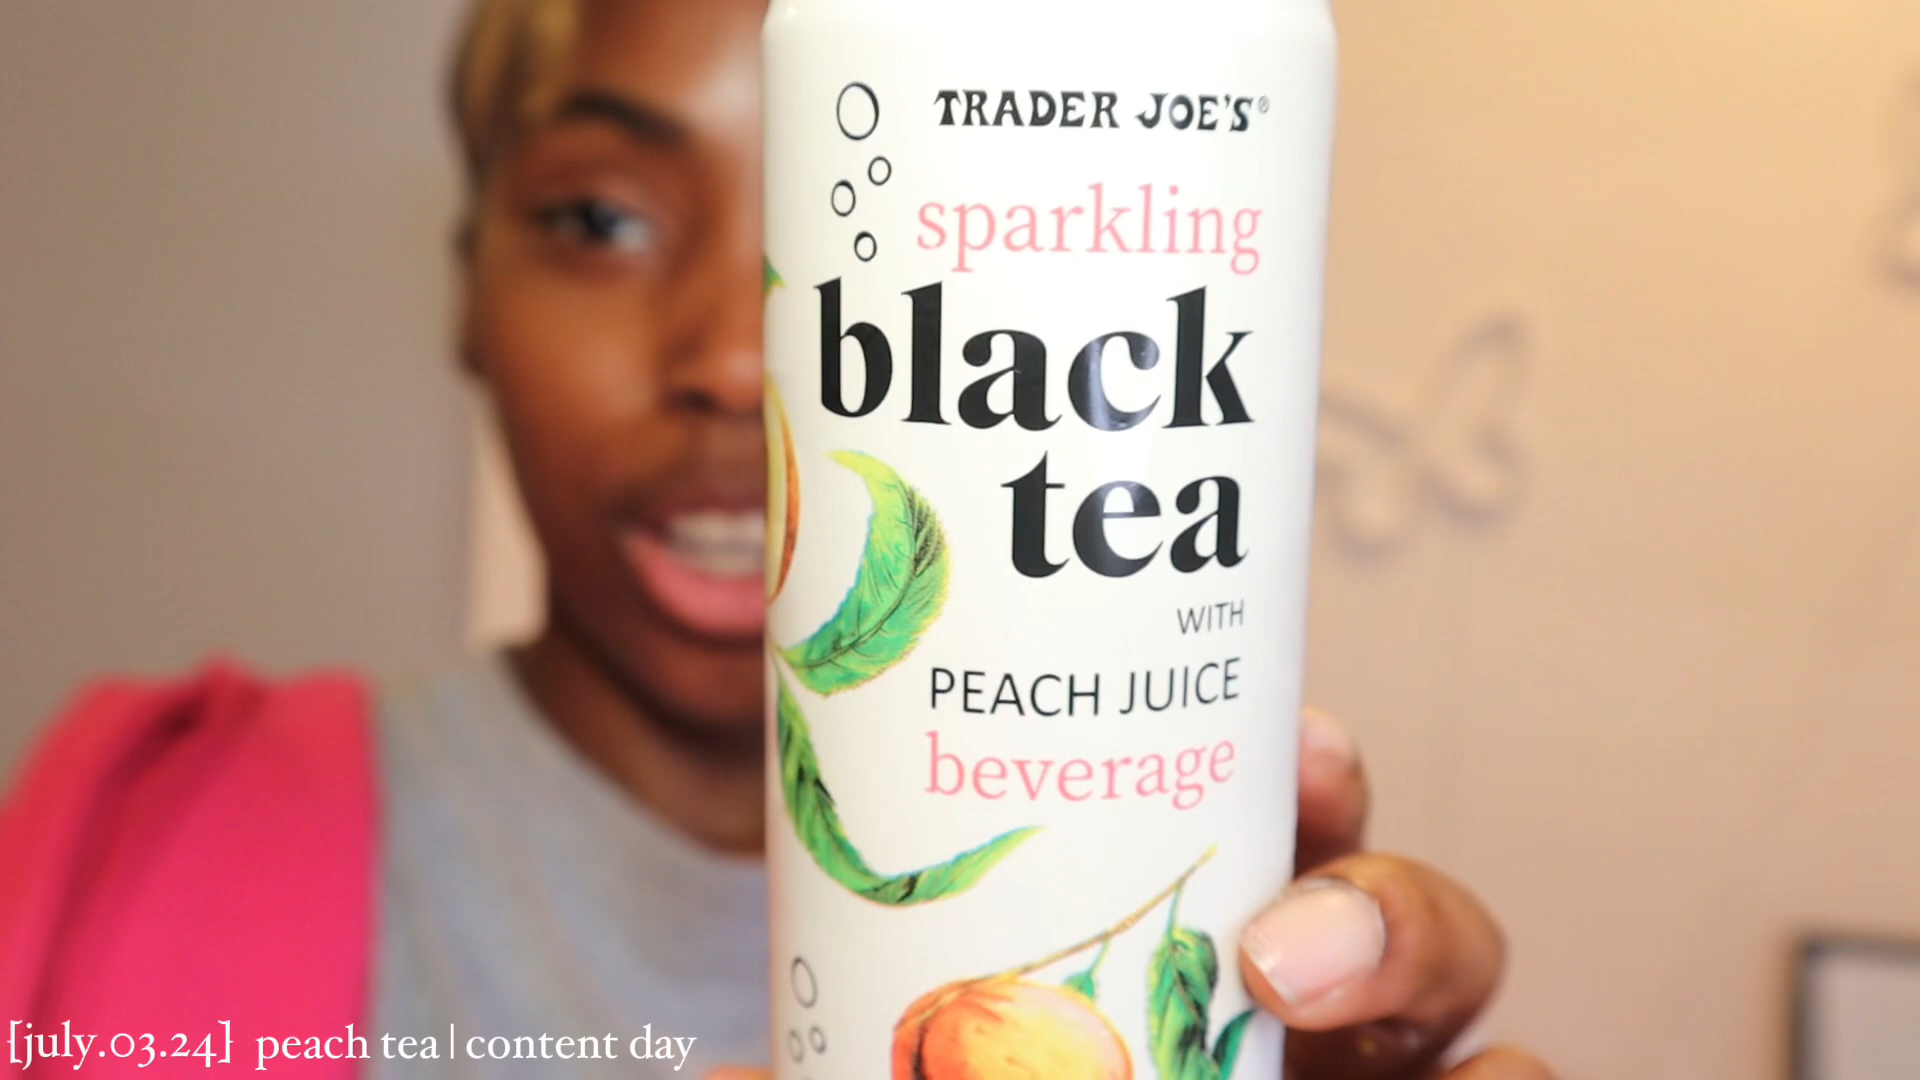 TRADER JOE'S®
sparkling
black
tea
WITH
PEACH JUICE
beverage
[july.03.24] peach tea | content day